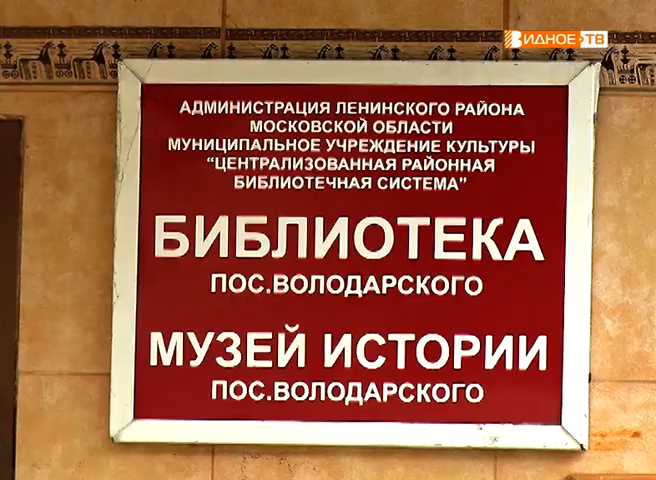 ВИДНОЕ-ТВ
АДМИНИСТРАЦИЯ ЛЕНИНСКОГО РАЙОНА
МОСКОВСКОЙ ОБЛАСТИ
МУНИЦИПАЛЬНОЕ УЧРЕЖДЕНИЕ КУЛЬТУРЫ
"ЦЕНТРАЛИЗОВАННАЯ РАЙОННАЯ
БИБЛИОТЕЧНАЯ СИСТЕМА"
БИБЛИОТЕКА
ПОС.ВОЛОДАРСКОГО
МУЗЕЙ ИСТОРИИ
ПОС.ВОЛОДАРСКОГО